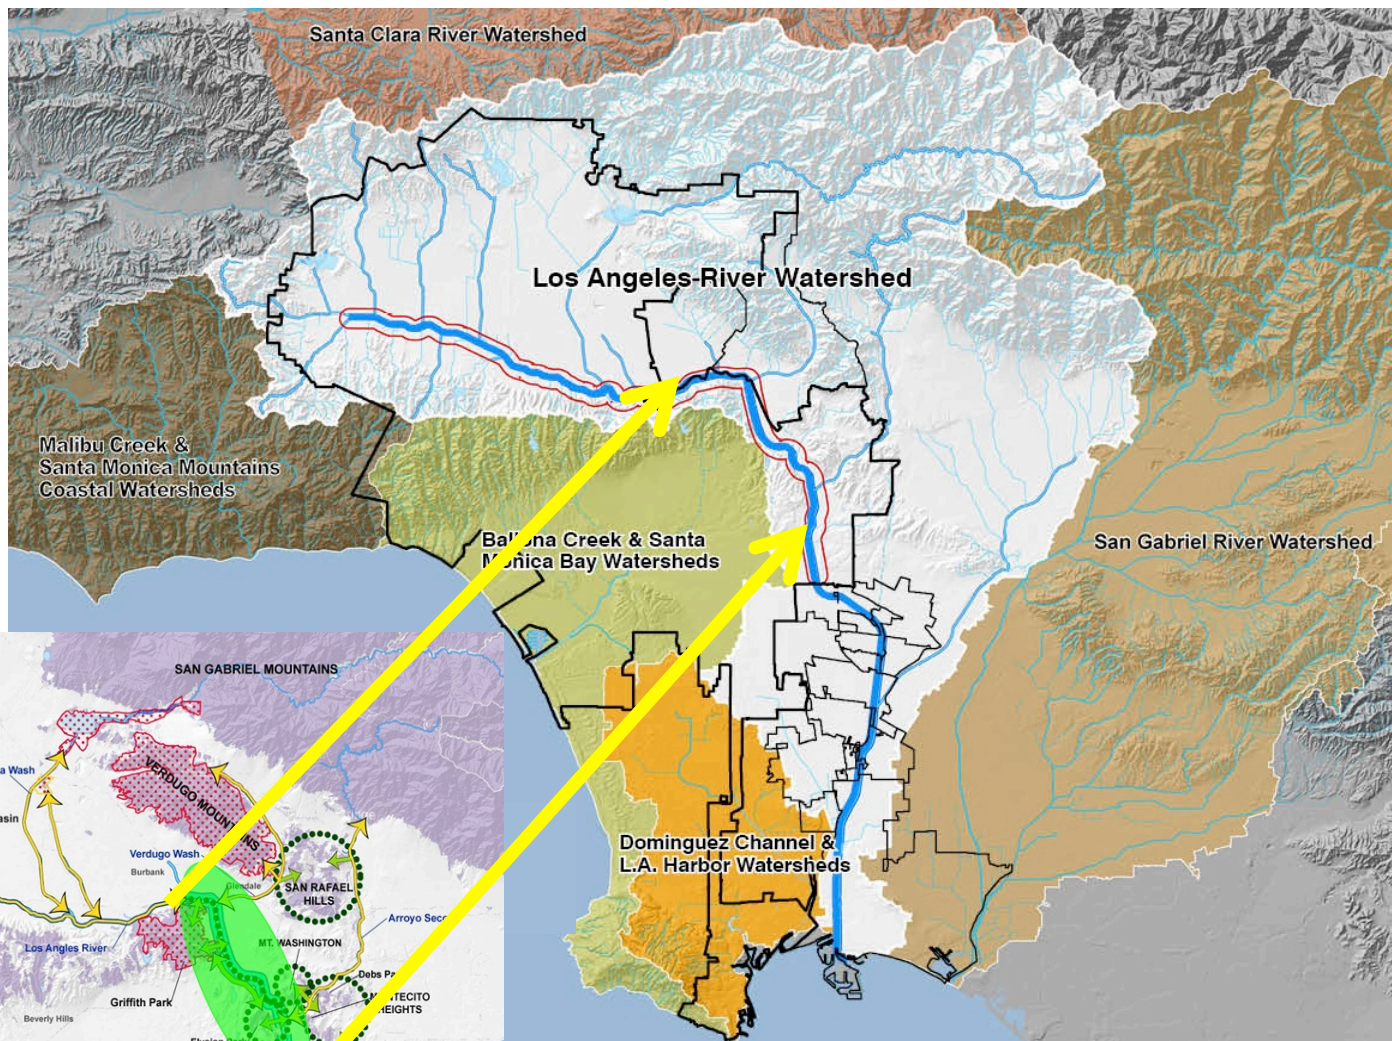 Santa Clara River Watershed
Los Angeles River Watershed
Malibu Creek &
Santa Monica Mountains
Coastal Watersheds
Ballona Creek & Santa
Monica Bay Watersheds
San Gabriel River Watershed
Dominguez Channel &
L.A. Harbor Watersheds
SAN GABRIEL MOUNTAINS
a Wash
VERDUGO MOUNTAINS
asin
Verdugo Wash
Burbank
Glendale
SAN RAFAEL
HILLS
Arroyo Sec
Los Angles River
MT. WASHINGTON
Debs Pa
Griffith Park
HEIGHTS
Beverly Hills